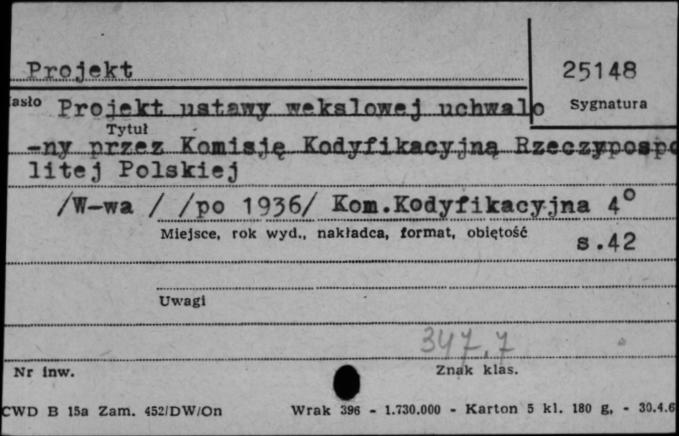 Projekt
25148
asło Projekt ustawy wekslowej uchwalo
Sygnatura
Tytuł
-ny przez Komisję Kodyfikacyjną Rzeczypospo
litej Polskiej
/W-wa / /po 1936/ Kom.Kodyfikacyjna 4°
Miejsce, rok wyd., nakładca, format, objętość
s.42
Uwagi
347.7
Nr inw.
Znak klas.
CWD B 15a Zam. 452/DW/On Wrak 396 - 1.730.000 - Karton 5 kl. 180 g, - 30.4.6